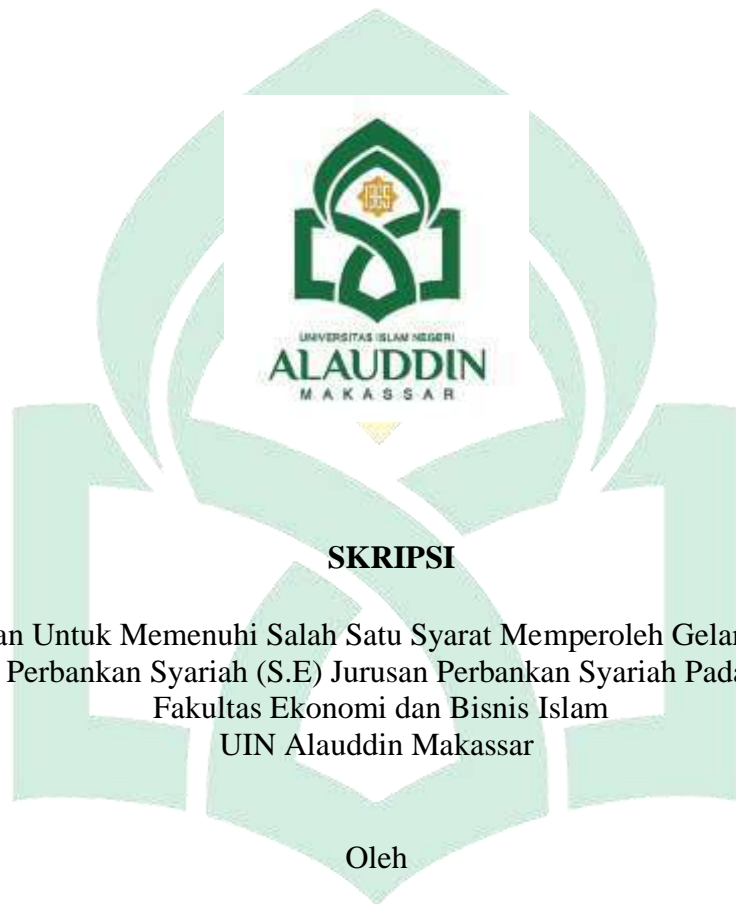 UNIVERSITAS ISLAM NEGERI
ALAUDDIN
MAKASSAR
SKRIPSI
an Untuk Memenuhi Salah Satu Syarat Memperoleh Gelar
Perbankan Syariah (S.E) Jurusan Perbankan Syariah Pada
Fakultas Ekonomi dan Bisnis Islam
UIN Alauddin Makassar
Oleh